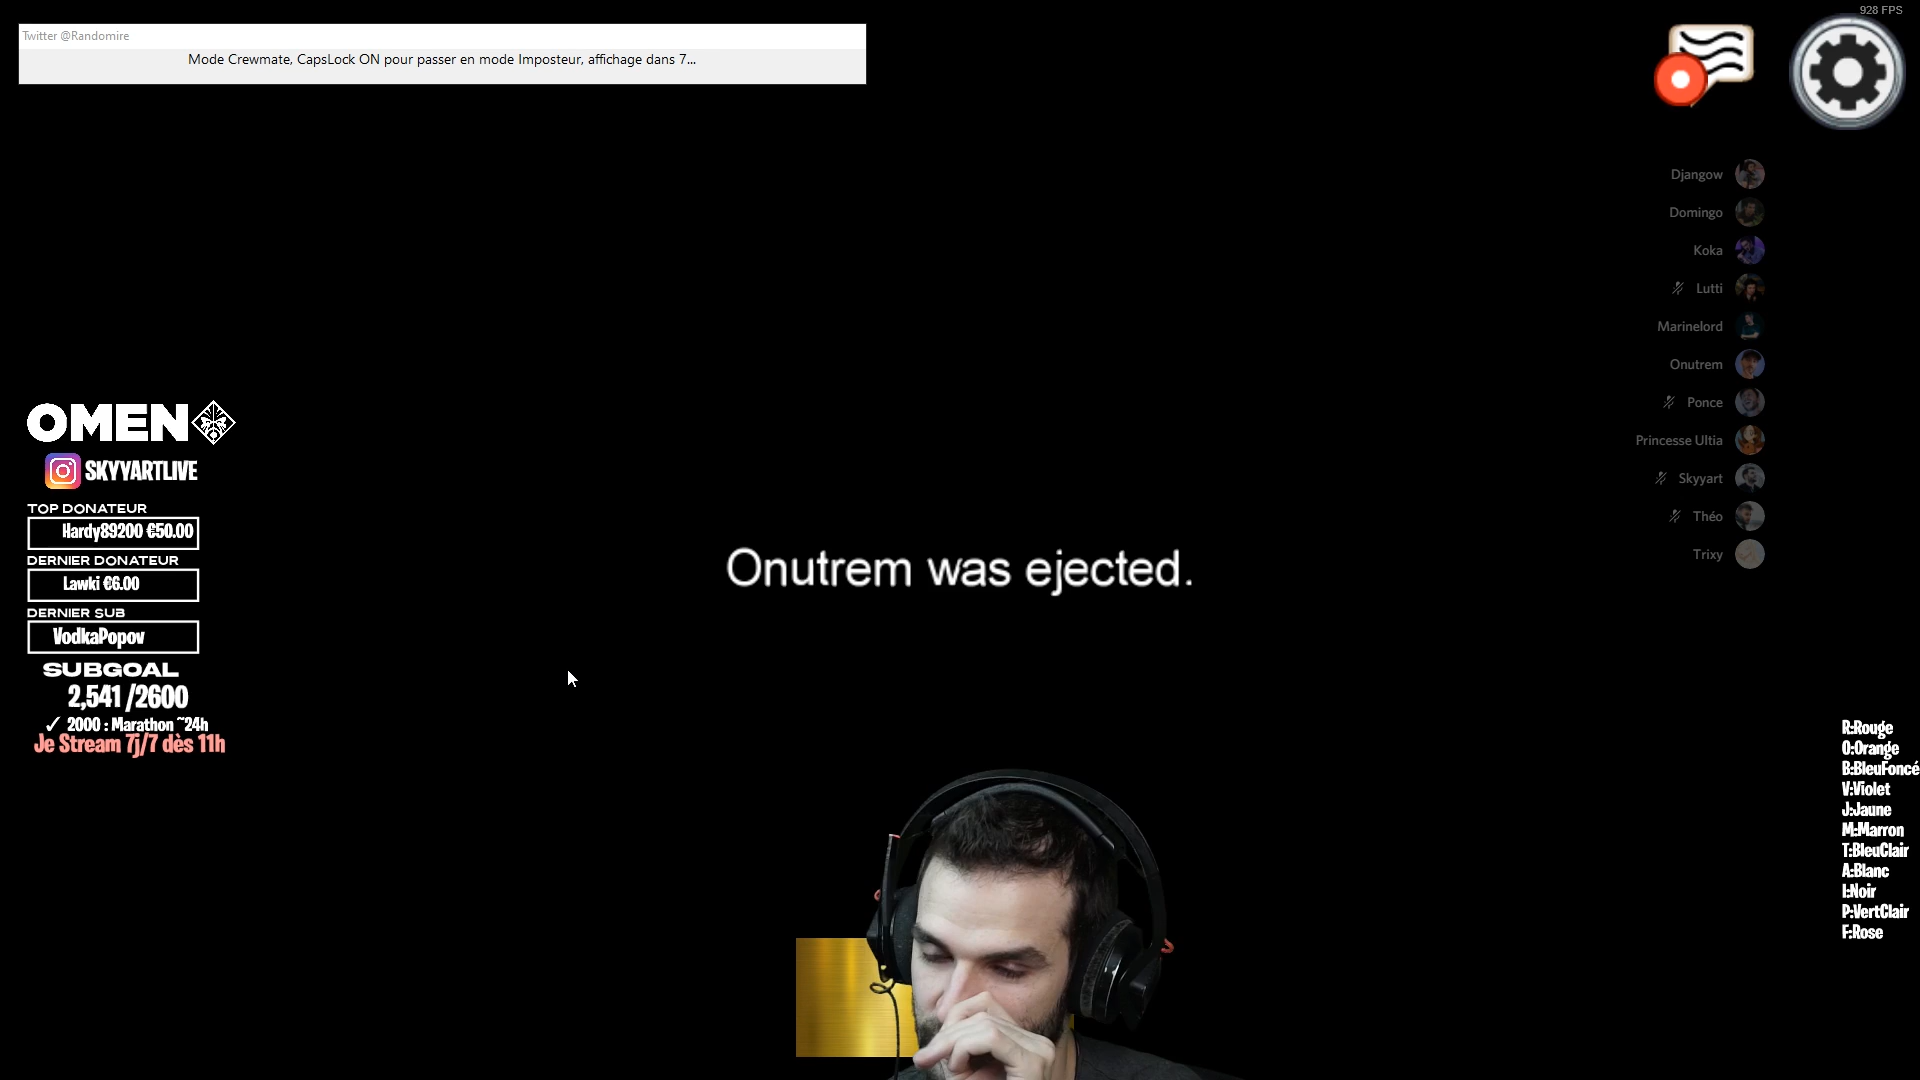 928 FPS
Twitter @Randomire
Mode Crewmate, CapsLock ON pour passer en mode Imposteur, affichage dans 7...
Djangow
Domingo
Koka
Lutti
Marinelord
Onutrem
Ponce
Princesse Ultia
Skyyart
Théo
Trixy
OMEN
SKYYARTLIVE
TOP DONATEUR
Hardy89200 €50.00
DERNIER DONATEUR
Lawki €6.00
DERNIER SUB
VodkaPopov
SUBGOAL
2,541 /2600
✓ 2000 : Marathon ~24h
Je Stream 7j/7 dès 11h
Onutrem was ejected.
R:Rouge
O:Orange
B:BleuFoncé
V:Violet
J:Jaune
M:Marron
T:BleuClair
A:Blanc
I:Noir
P:VertClair
F:Rose